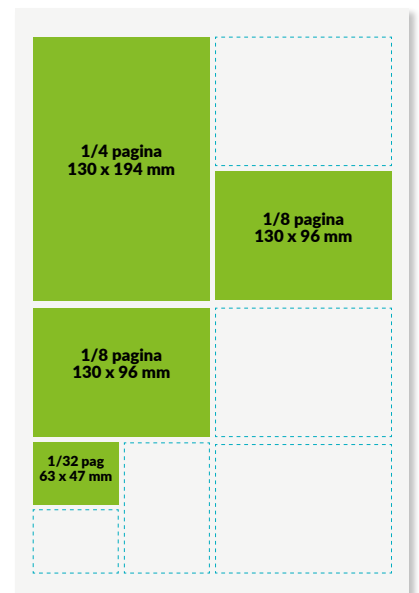 1/4 pagina
130 x 194 mm
1/8 pagina
130 x 96 mm
1/8 pagina
130 x 96 mm
1/32 pag
63 x 47 mm